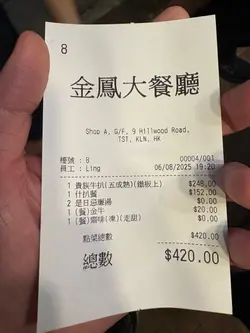 8
金鳳大餐廳
Shop A, G/F, 9 Hillwood Road,
TST, KLN, HK
檯號 : 8 00004/001
員工 : Ling 06/08/2025 19:20
1 貴族牛扒(五成熟)(鐵板上) $248.00
1 什扒餐 $152.00
2 是日忌廉湯 $0.00
1 (餐)金牛 $20.00
1 (餐)齋啡(凍)(走甜) $0.00
點菜總數 $420.00
總數 $420.00